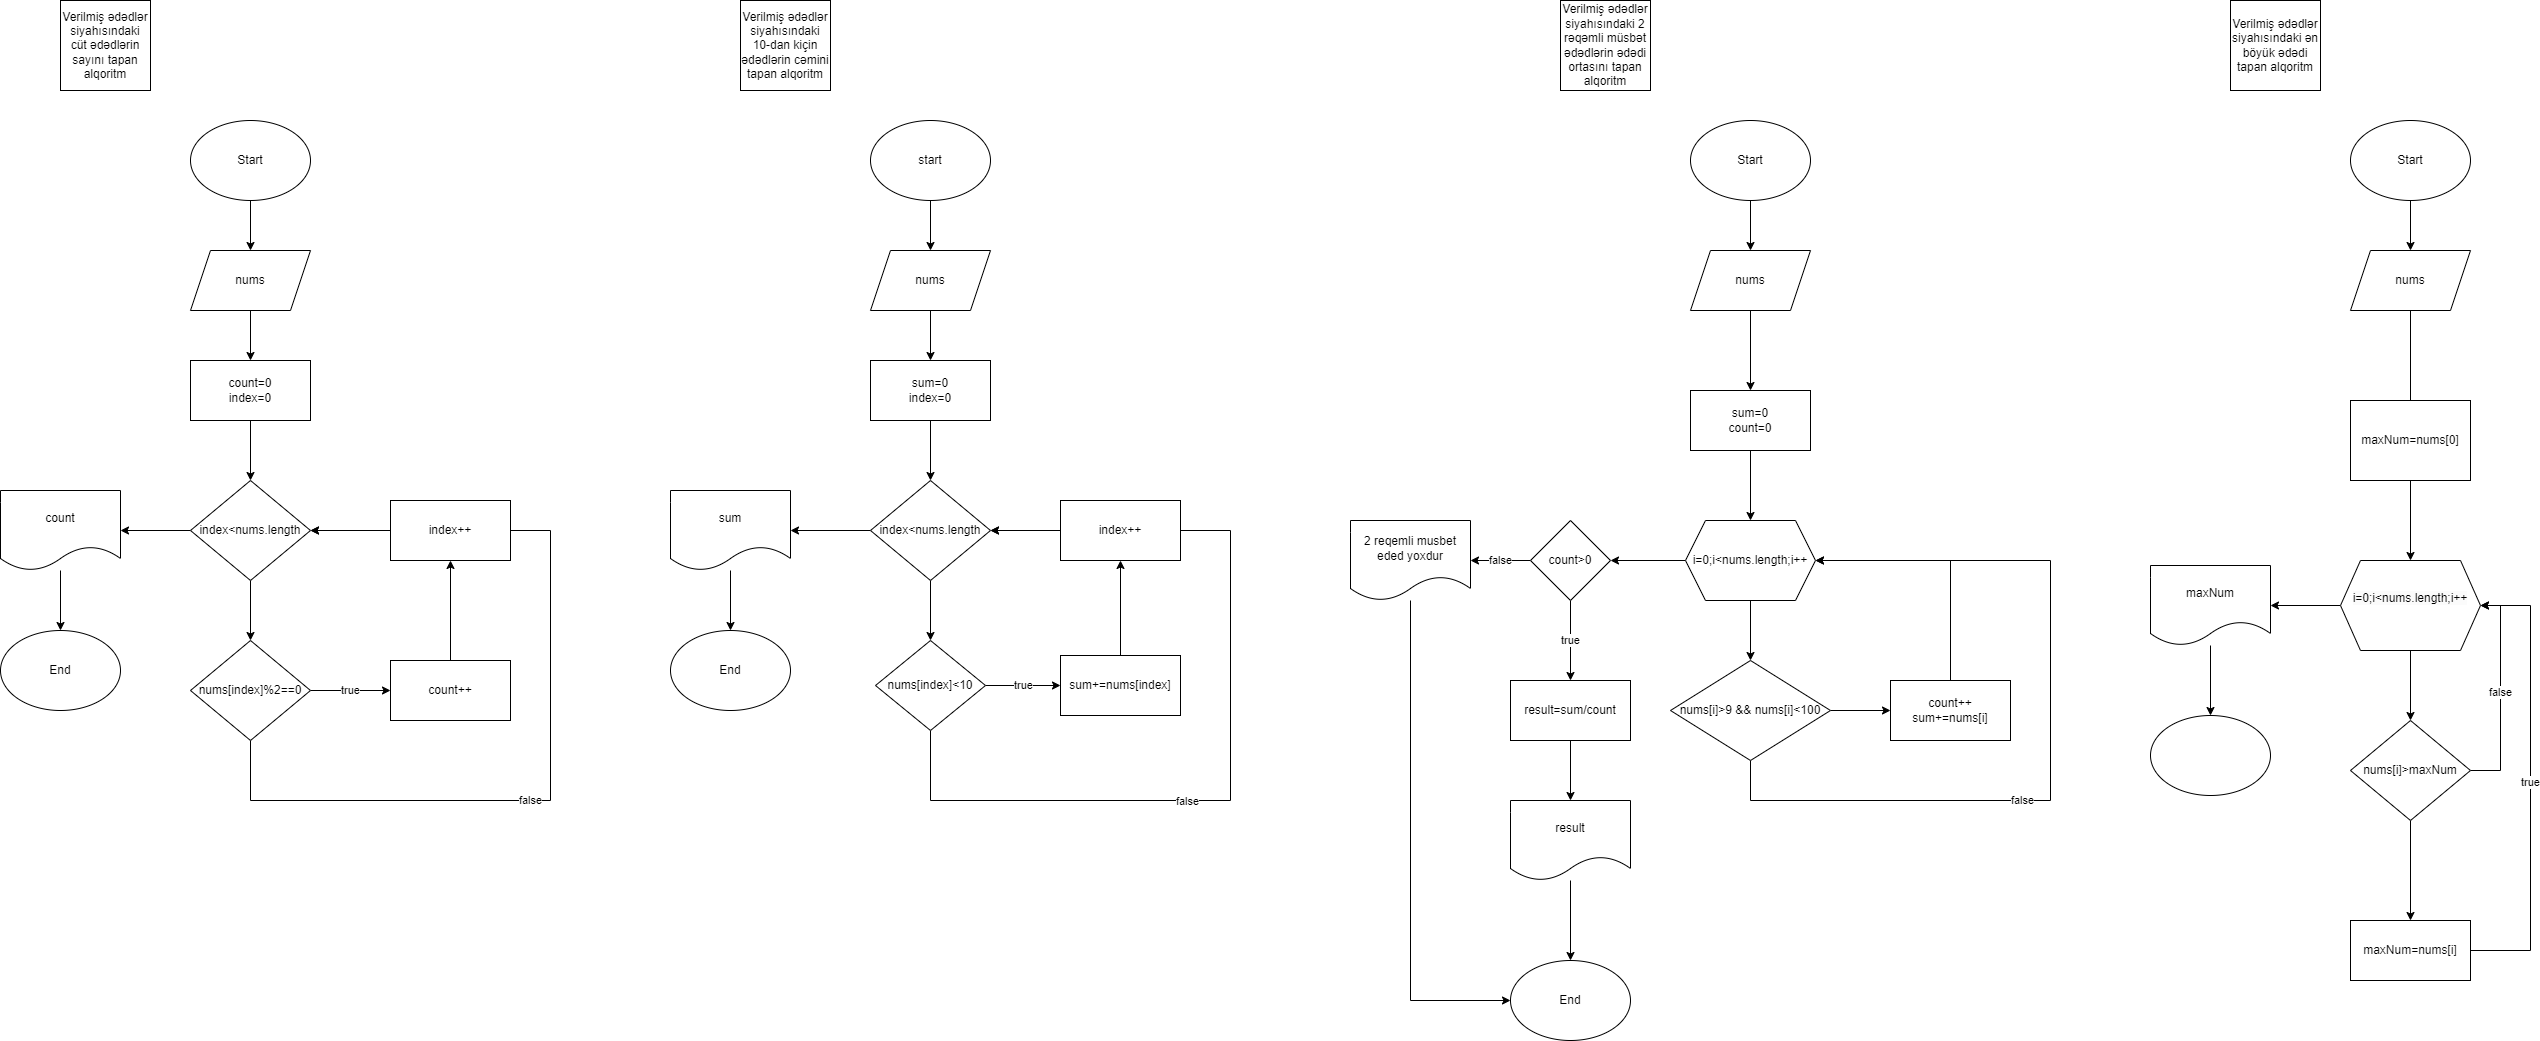 Verilmiş ədədlər
siyahısındaki
cüt ədədlərin
sayını tapan
alqoritm
Start
nums
count=0
index=0
index<nums.length
count
End
index++
nums[index]%2==0
true
count++
false
Verilmiş ədədlər
siyahısındaki
10-dan kiçin
ədədlərin cəmini
tapan alqoritm
start
nums
sum=0
index=0
index<nums.length
sum
End
index++
nums[index]<10
true
sum+=nums[index]
false
Verilmiş ədədlər
siyahısındaki 2
rəqəmli müsbət
ədədlərin ədədi
ortasını tapan
alqoritm
Start
nums
sum=0
count=0
i=0;i<nums.length;i++
count>0
false
2 reqemli musbet
eded yoxdur
true
result=sum/count
result
End
nums[i]>9 && nums[i]<100
count++
sum+=nums[i]
false
Verilmiş ədədlər
siyahısındaki ən
böyük ədədi
tapan alqoritm
Start
nums
maxNum=nums[0]
i=0;i<nums.length;i++
maxNum
false
nums[i]>maxNum
true
maxNum=nums[i]